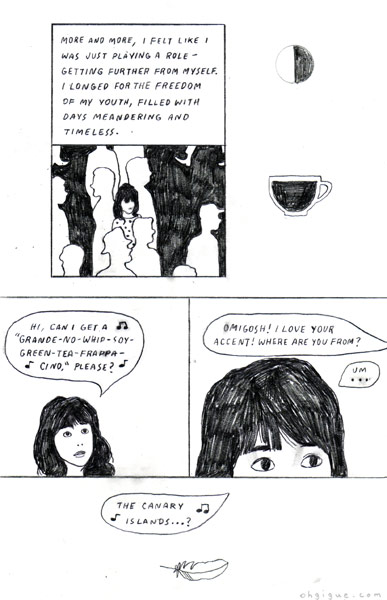 MORE AND MORE, I FELT LIKE I
WAS JUST PLAYING A ROLE -
GETTING FURTHER FROM MYSELF.
I LONGED FOR THE FREEDOM
OF MY YOUTH, FILLED WITH
DAYS MEANDERING AND
TIMELESS.
HI, CAN I GET A
"GRANDE-NO-WHIP-SOY-
GREEN-TEA-FRAPPA-
CINO," PLEASE?
OMIGOSH! I LOVE YOUR
ACCENT! WHERE ARE YOU FROM?
UM
...
THE CANARY
ISLANDS...?
ohgigue.com